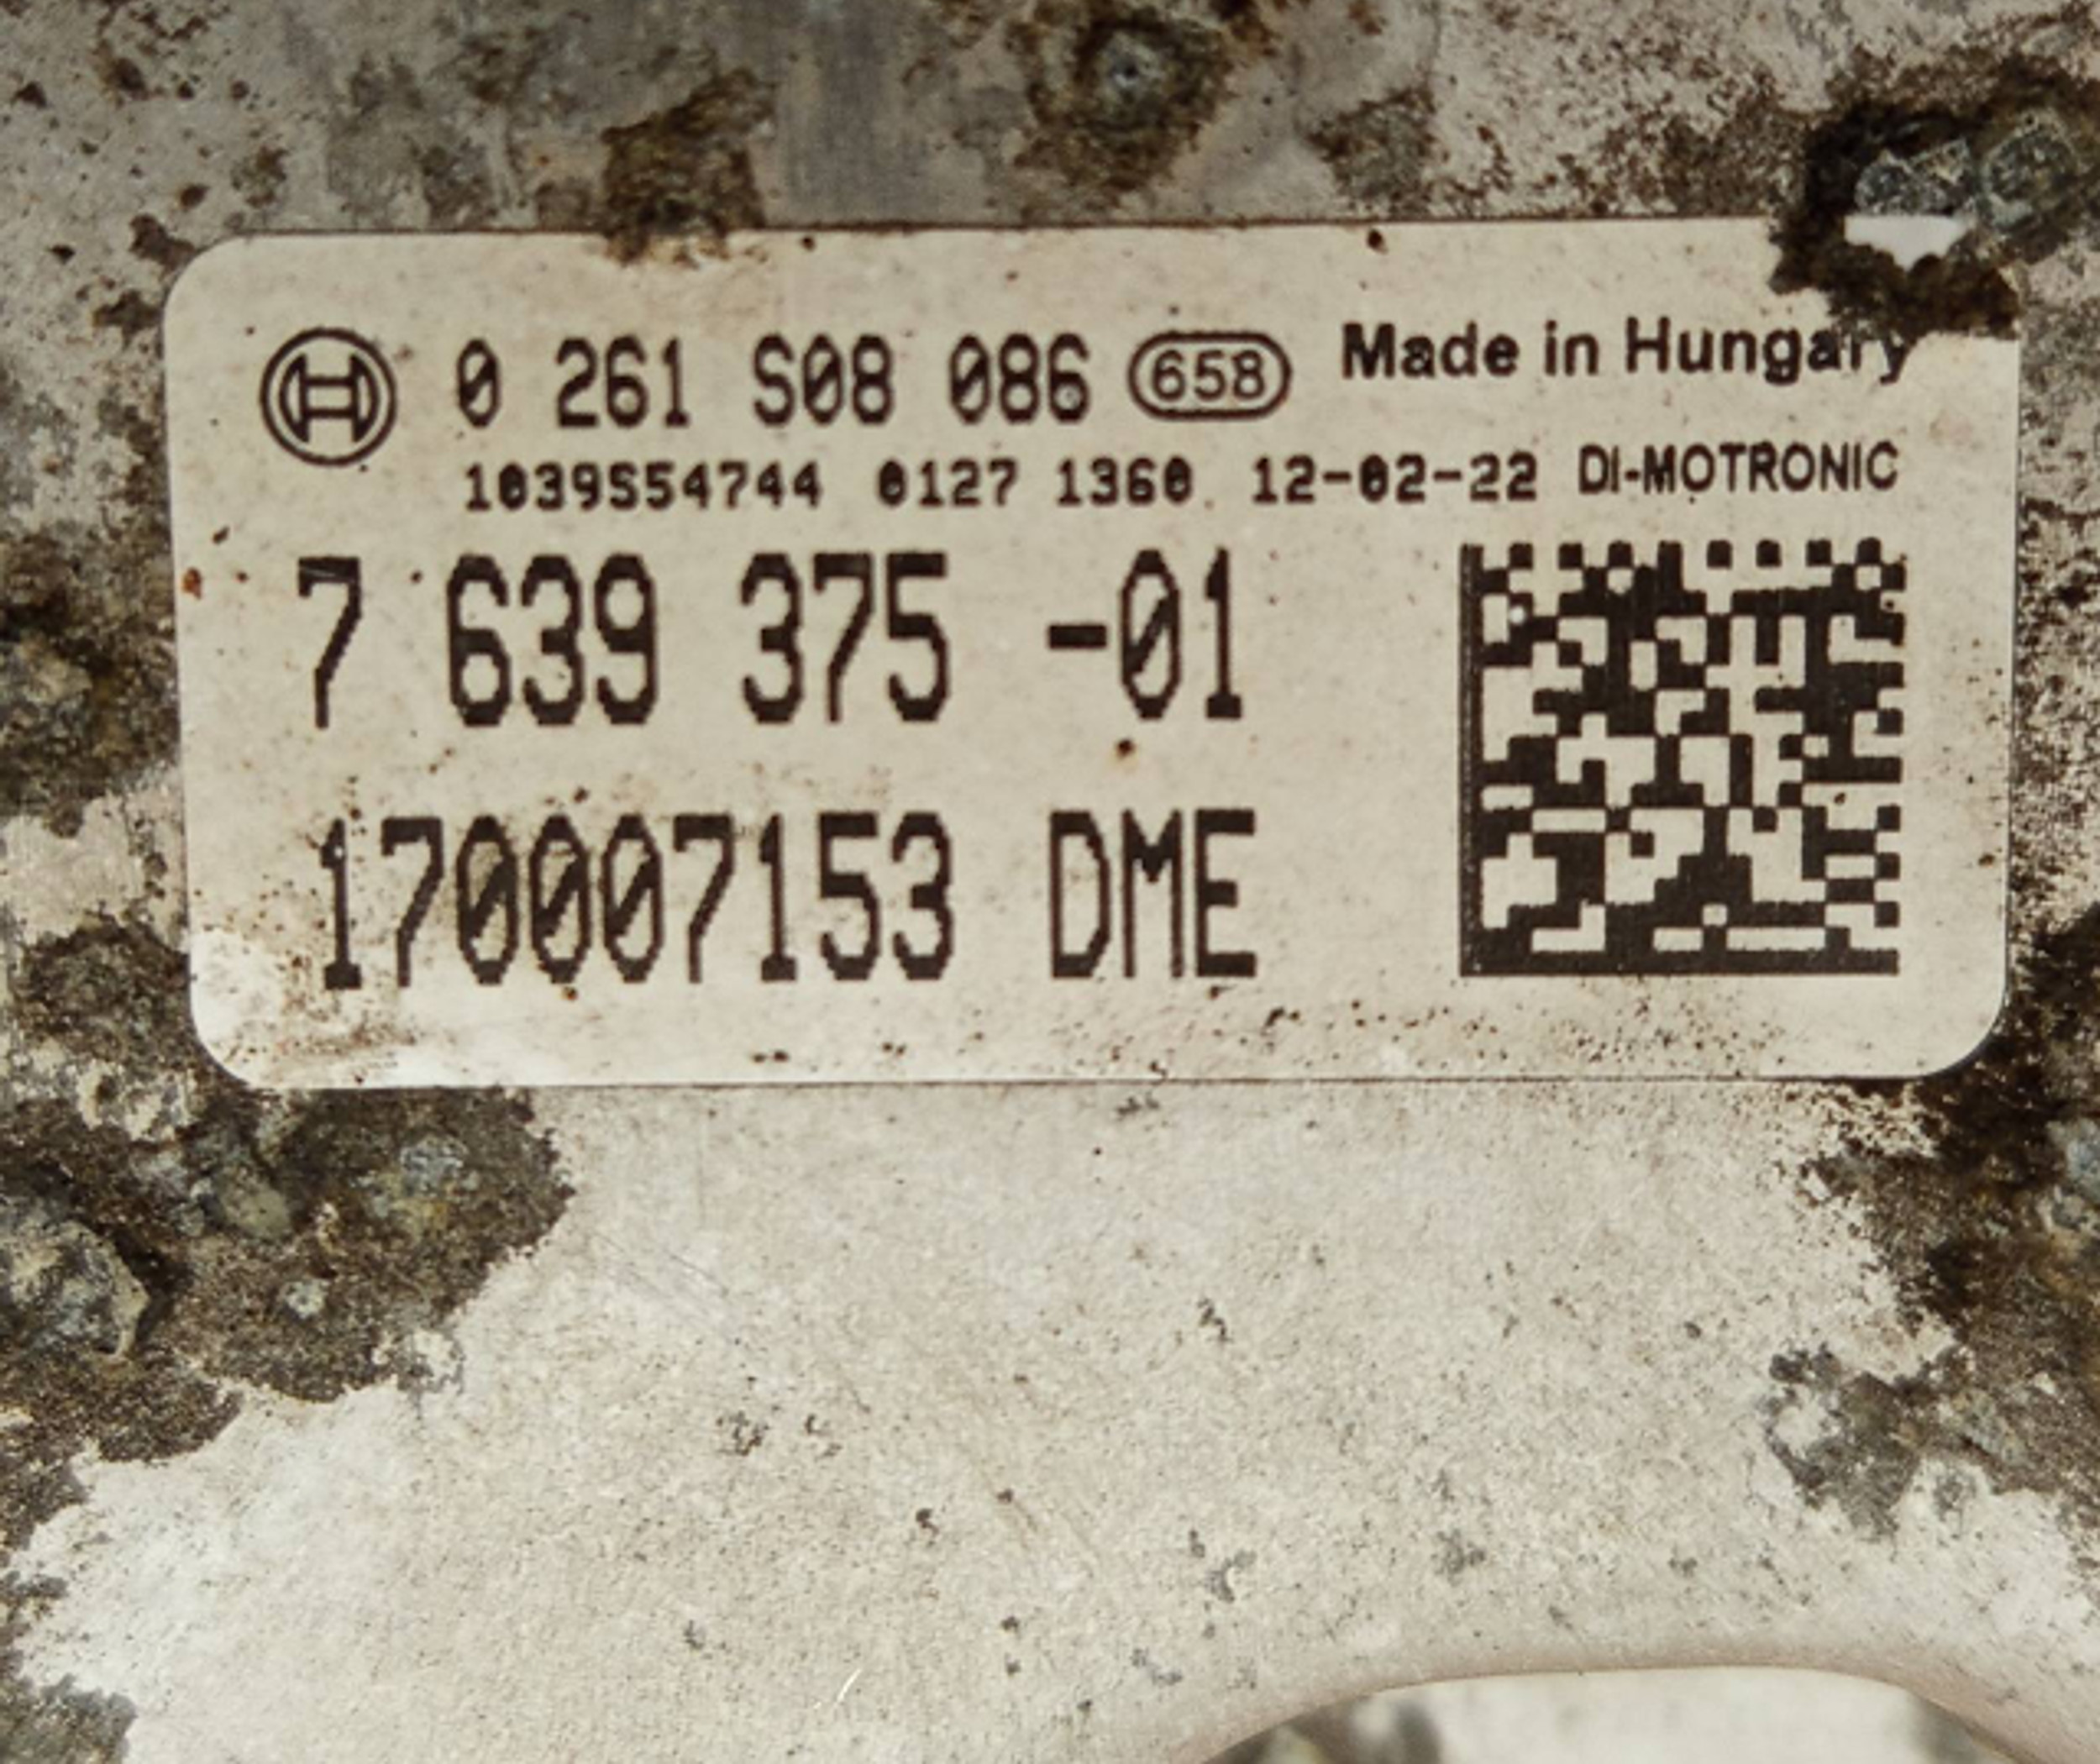 0 261 S08 086 658 Made in Hungary
1039S54744 0127 1360 12-02-22 DI-MOTRONIC
7 639 375 -01
170007153 DME